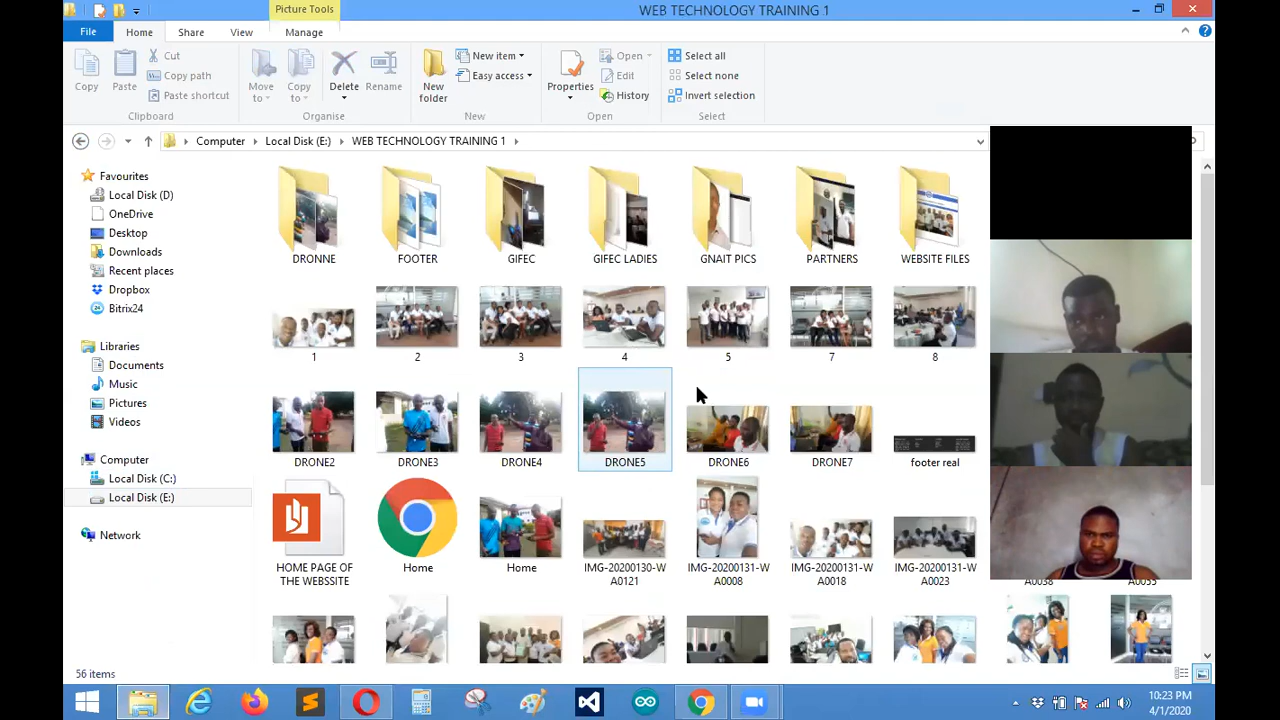 Picture Tools
WEB TECHNOLOGY TRAINING 1
File Home Share View Manage
Copy
Paste
Cut
Copy path
Paste shortcut
Clipboard
Move to
Copy to
Delete
Rename
Organise
New folder
New item
Easy access
New
Properties
Open
Edit
History
Open
Select all
Select none
Invert selection
Select
Computer Local Disk (E:) WEB TECHNOLOGY TRAINING 1
Favourites
Local Disk (D)
OneDrive
Desktop
Downloads
Recent places
Dropbox
Bitrix24
Libraries
Documents
Music
Pictures
Videos
Computer
Local Disk (C:)
Local Disk (E:)
Network
DRONNE FOOTER GIFEC GIFEC LADIES GNAIT PICS PARTNERS WEBSITE FILES
1 2 3 4 5 7 8
DRONE2 DRONE3 DRONE4 DRONE5 DRONE6 DRONE7 footer real
HOME PAGE OF THE WEBSSITE
Home
Home
IMG-20200130-WA0121
IMG-20200131-WA0008
IMG-20200131-WA0018
IMG-20200131-WA0023
56 items
10:23 PM
4/1/2020